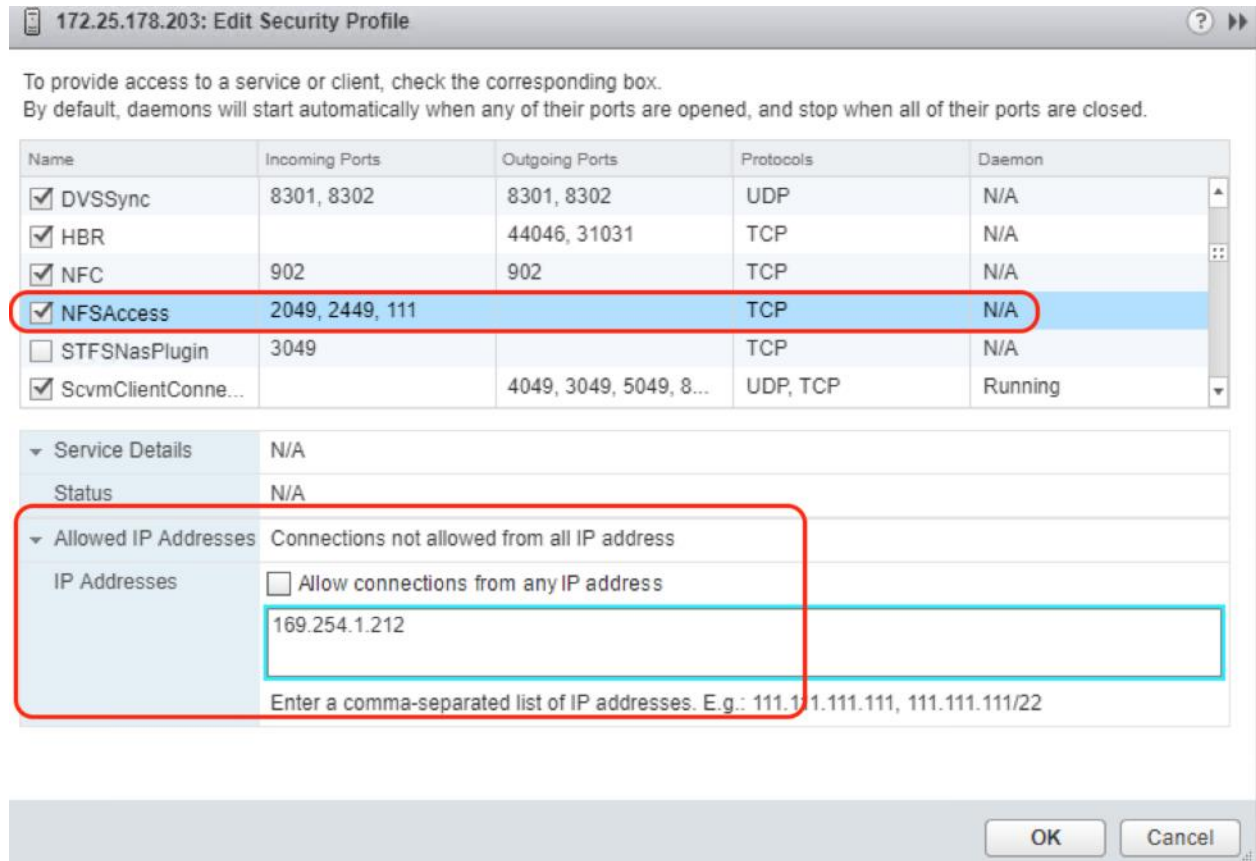 172.25.178.203: Edit Security Profile
To provide access to a service or client, check the corresponding box.
By default, daemons will start automatically when any of their ports are opened, and stop when all of their ports are closed.
Name Incoming Ports Outgoing Ports Protocols Daemon
DVSSync 8301, 8302 8301, 8302 UDP N/A
HBR 44046, 31031 TCP N/A
NFC 902 902 TCP N/A
NFSAccess 2049, 2449, 111 TCP N/A
STFSNasPlugin 3049 TCP N/A
ScvmClientConne... 4049, 3049, 5049, 8... UDP, TCP Running
Service Details N/A
Status N/A
Allowed IP Addresses Connections not allowed from all IP address
IP Addresses Allow connections from any IP address
169.254.1.212
Enter a comma-separated list of IP addresses. E.g.: 111.111.111.111, 111.111.111/22
OK Cancel